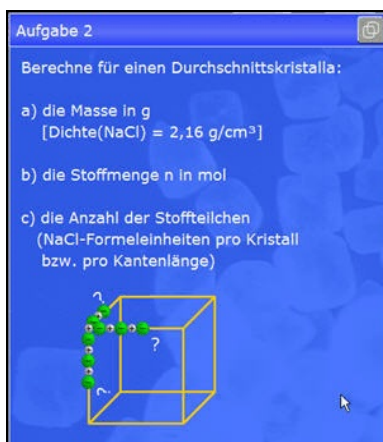 Aufgabe 2
Berechne für einen Durchschnittskristalla:
a) die Masse in g
[Dichte(NaCl) = 2,16 g/cm³]
b) die Stoffmenge n in mol
c) die Anzahl der Stoffteilchen
(NaCl-Formeleinheiten pro Kristall
bzw. pro Kantenlänge)
?
?
?